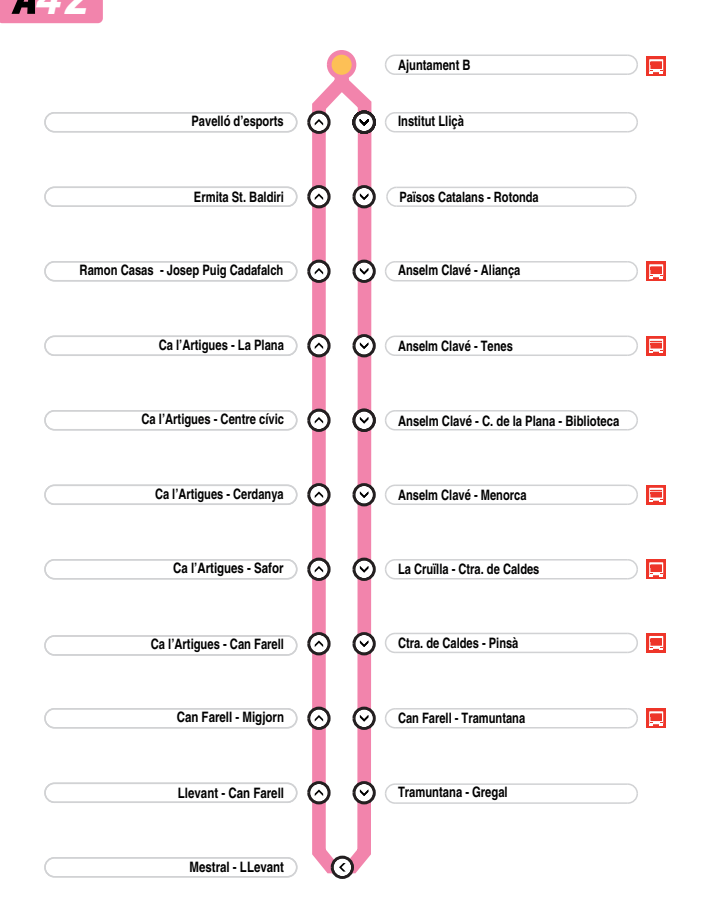 A42
Ajuntament B
Pavelló d’esports
Institut Lliçà
Ermita St. Baldiri
Països Catalans - Rotonda
Ramon Casas - Josep Puig Cadafalch
Anselm Clavé - Aliança
Ca l’Artigues - La Plana
Anselm Clavé - Tenes
Ca l’Artigues - Centre cívic
Anselm Clavé - C. de la Plana - Biblioteca
Ca l’Artigues - Cerdanya
Anselm Clavé - Menorca
Ca l’Artigues - Safor
La Cruïlla - Ctra. de Caldes
Ca l’Artigues - Can Farell
Ctra. de Caldes - Pinsà
Can Farell - Migjorn
Can Farell - Tramuntana
Llevant - Can Farell
Tramuntana - Gregal
Mestral - LLevant